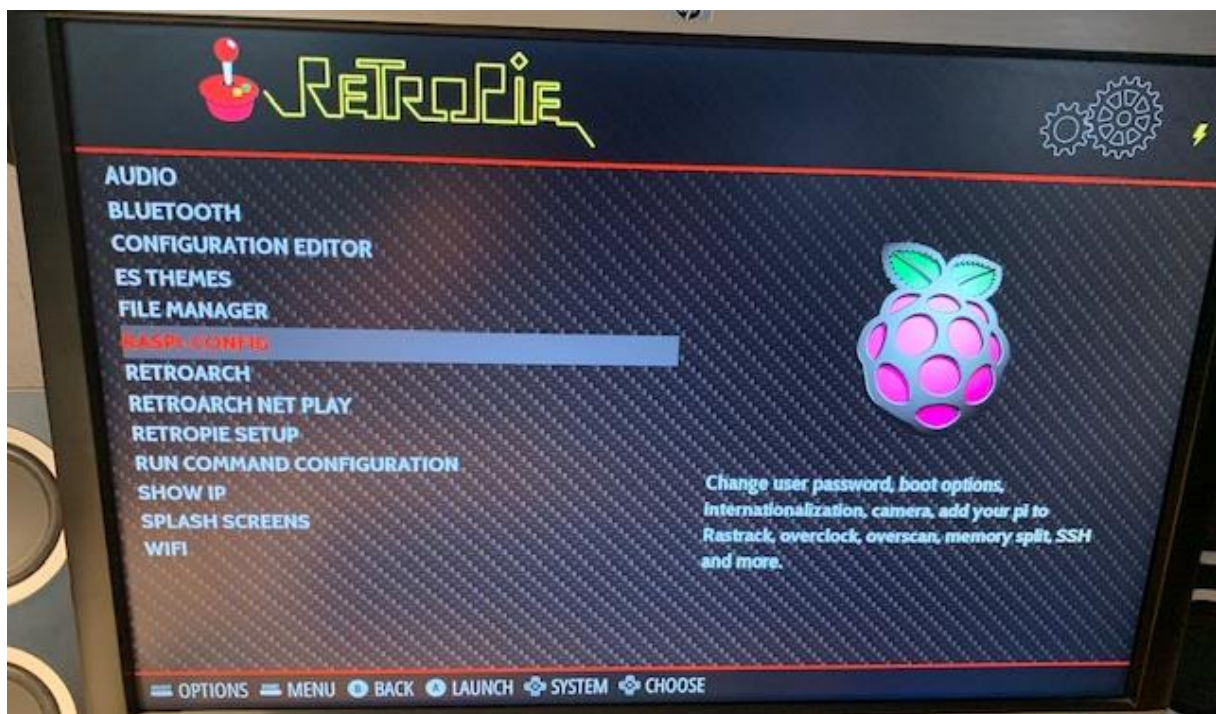 RETROPIE
AUDIO
BLUETOOTH
CONFIGURATION EDITOR
ES THEMES
FILE MANAGER
RASPI-CONFIG
RETROARCH
RETROARCH NET PLAY
RETROPIE SETUP
RUN COMMAND CONFIGURATION
SHOW IP
SPLASH SCREENS
WIFI
Change user password, boot options,
internationalization, camera, add your pi to
Rastrack, overclock, overscan, memory split, SSH
and more.
OPTIONS MENU B BACK A LAUNCH SYSTEM CHOOSE